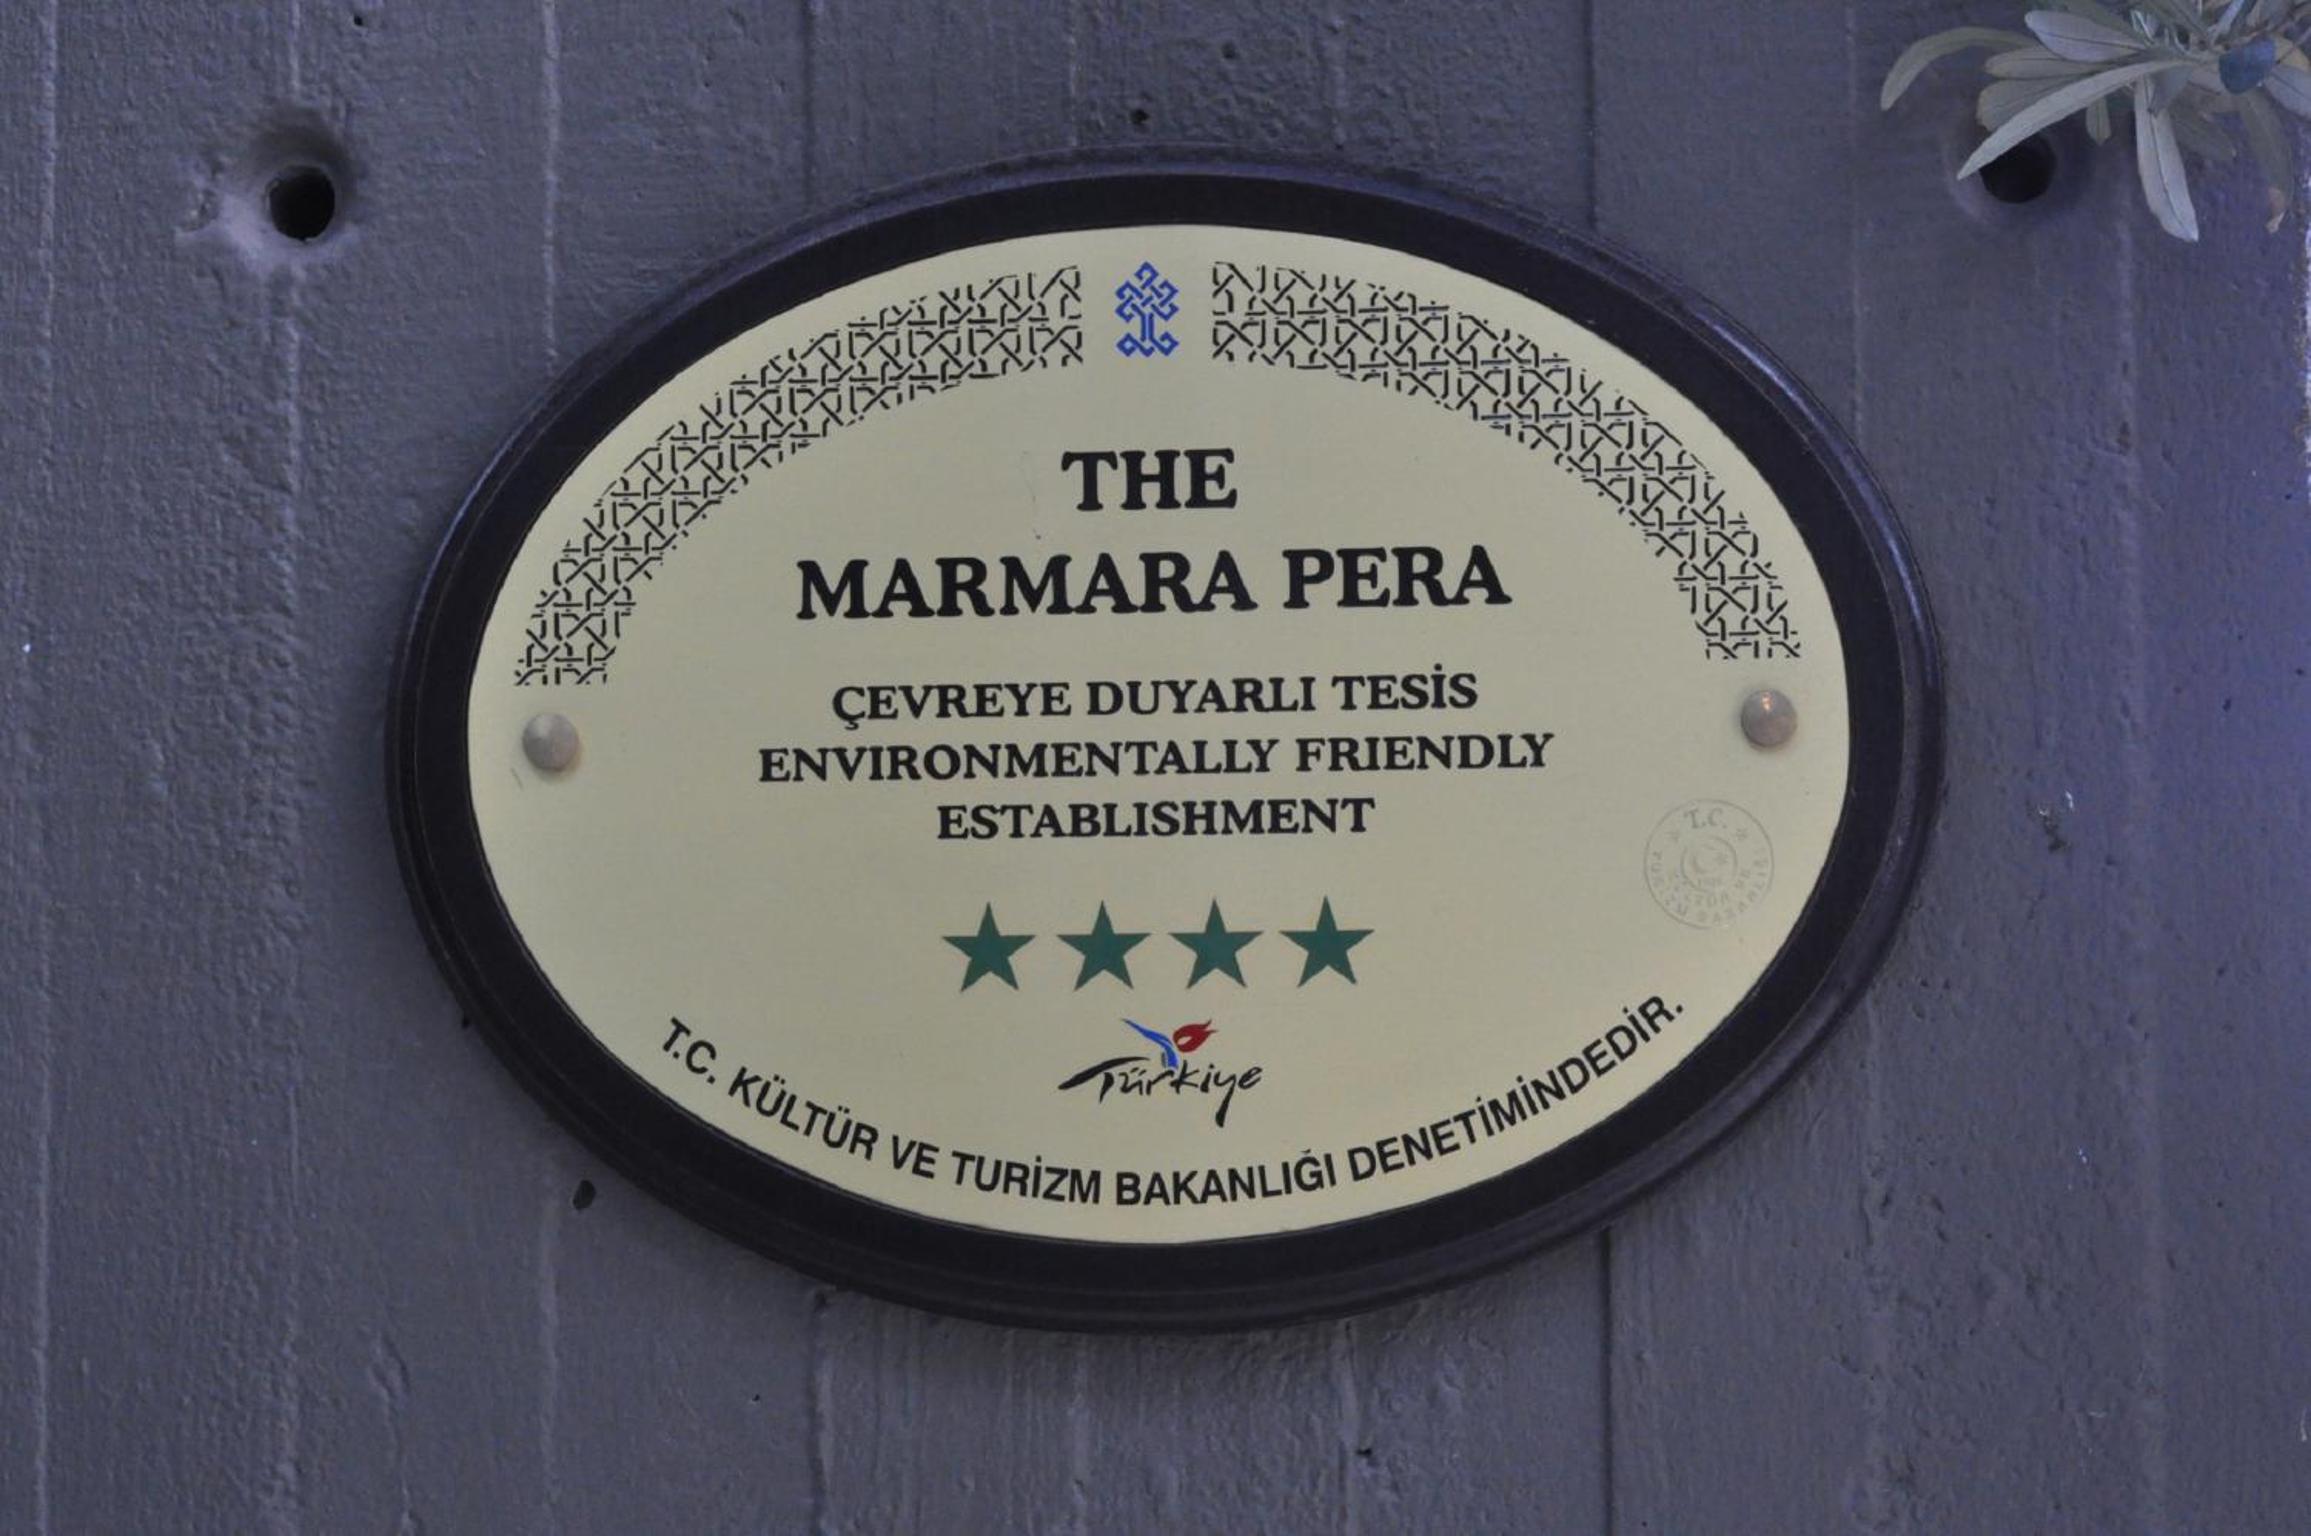 THE
MARMARA PERA
ÇEVREYE DUYARLI TESİS
ENVIRONMENTALLY FRIENDLY
ESTABLISHMENT
Türkiye
T.C. KÜLTÜR VE TURİZM BAKANLIĞI DENETİMİNDEDİR.
T.C.